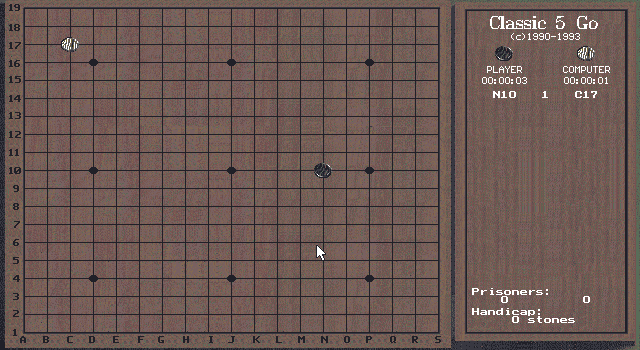 19
18
17
16
15
14
13
12
11
10
9
8
7
6
5
4
3
2
1
A B C D E F G H I J K L M N O P Q R S
Classic 5 Go
(c)1990-1993
PLAYER COMPUTER
00:00:03 00:00:01
N10 1 C17
Prisoners:
0 0
Handicap:
0 stones